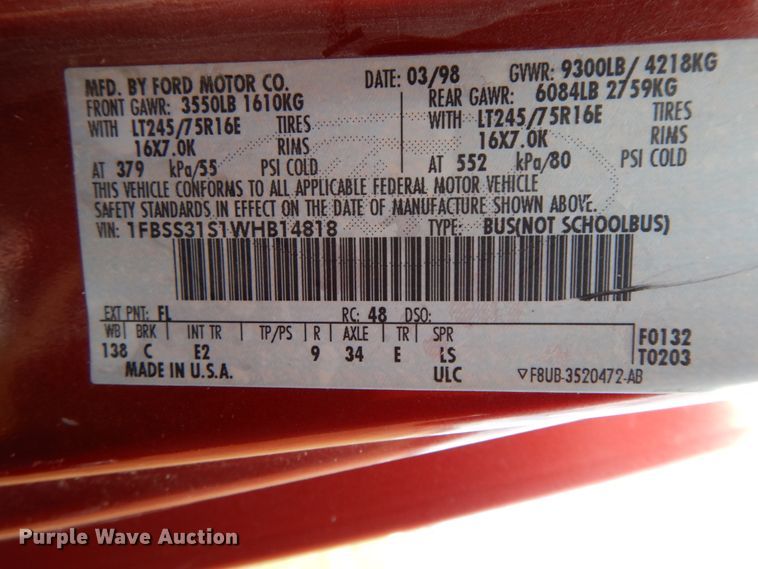 MFD. BY FORD MOTOR CO. DATE: 03/98 GVWR: 9300LB/ 4218KG
FRONT GAWR: 3550LB 1610KG REAR GAWR: 6084LB 2759KG
WITH LT245/75R16E TIRES WITH LT245/75R16E TIRES
16X7.0K RIMS 16X7.0K RIMS
AT 379 kPa/55 PSI COLD AT 552 kPa/80 PSI COLD
THIS VEHICLE CONFORMS TO ALL APPLICABLE FEDERAL MOTOR VEHICLE
SAFETY STANDARDS IN EFFECT ON THE DATE OF MANUFACTURE SHOWN ABOVE.
VIN: 1FBSS31S1WHB14818 TYPE: BUS(NOT SCHOOLBUS)
EXT PNT: FL RC: 48 DSO:
WB BRK INT TR TP/PS R AXLE TR SPR F0132
138 C E2 9 34 E LS T0203
MADE IN U.S.A. ULC ▽F8UB-3520472-AB
Purple Wave Auction